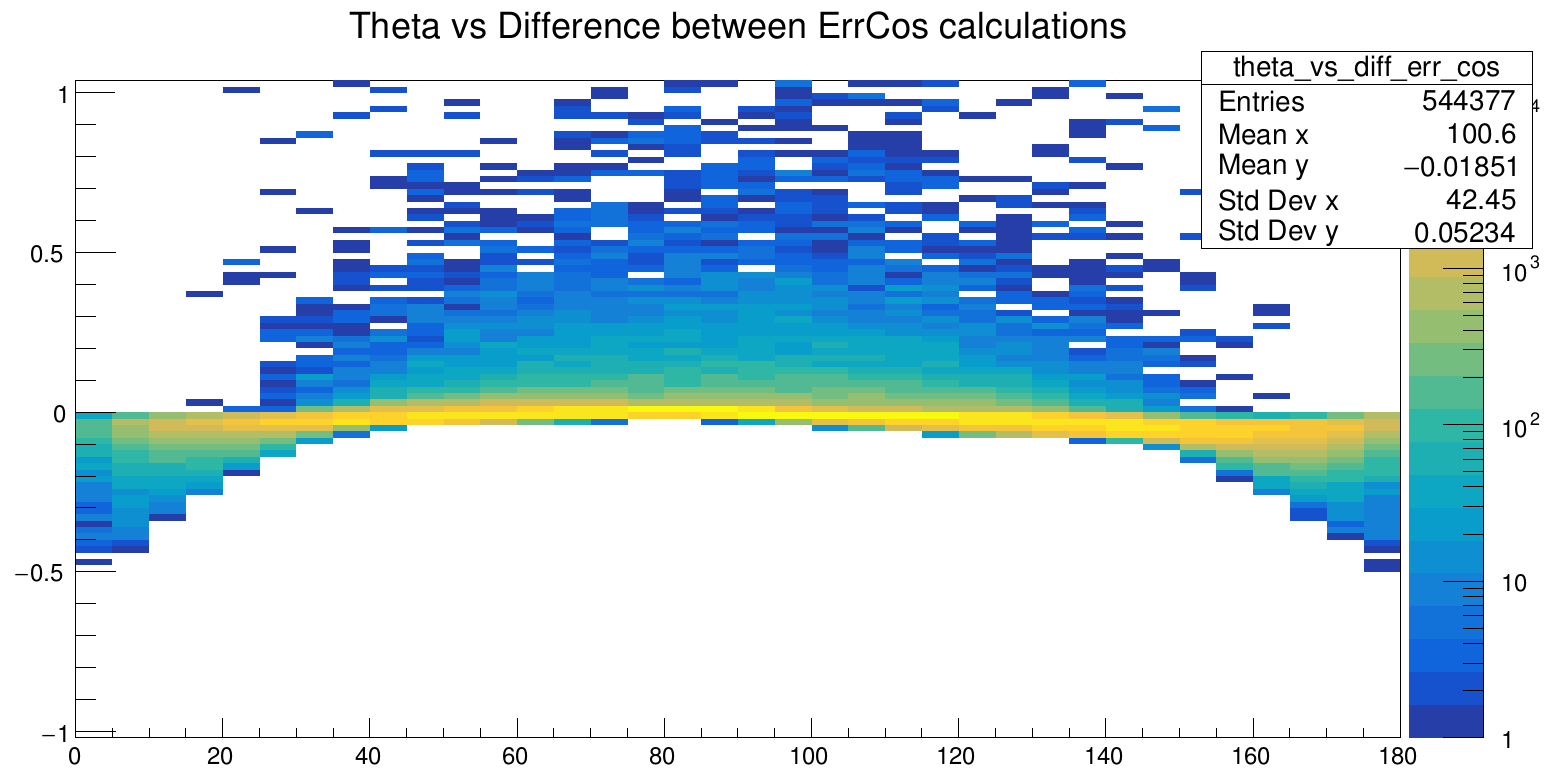 Theta vs Difference between ErrCos calculations
theta_vs_diff_err_cos
Entries 544377
Mean x 100.6
Mean y −0.01851
Std Dev x 42.45
Std Dev y 0.05234
1
0.5
0
−0.5
−1
0 20 40 60 80 100 120 140 160 180
4
10³
10²
10
1